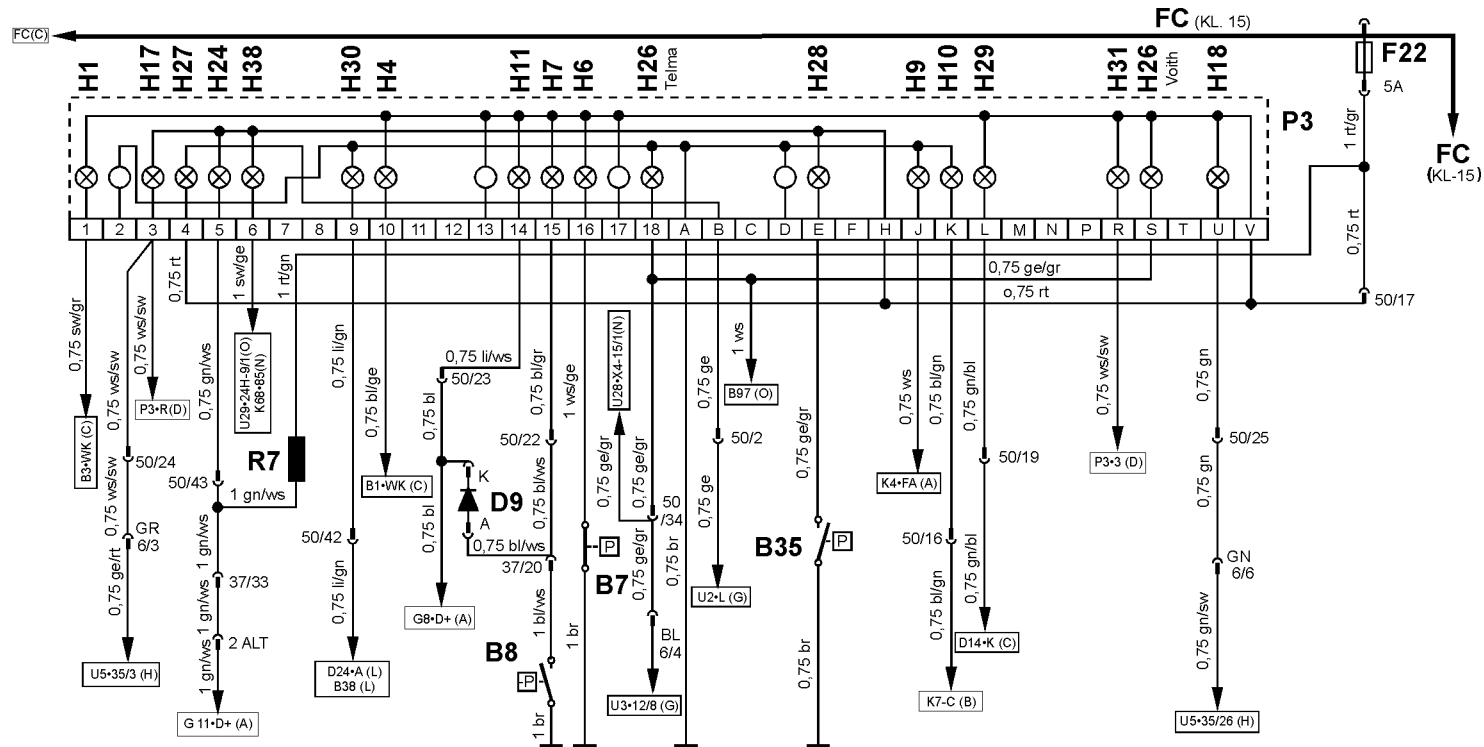 FC (KL. 15)
FC(C)
F22
5A
1 rt/gr
FC
(KL-15)
0,75 rt
50/17
H1
H17
H27
H24
H38
H30
H4
H11
H7
H6
H26
Telma
H28
H9
H10
H29
H31
H26
Voith
H18
P3
1 2 3 4 5 6 7 8 9 10 11 12 13 14 15 16 17 18 A B C D E F H J K L M N P R S T U V
0,75 ge/gr
o,75 rt
0,75 sw/gr
B3•WK (C)
0,75 ws/sw
0,75 ws/sw
P3•R(D)
50/24
0,75 ws/sw
GR
6/3
0,75 ge/rt
U5•35/3 (H)
0,75 rt
0,75 gn/ws
50/43
1 gn/ws
1 gn/ws
37/33
1 gn/ws
2 ALT
1 gn/ws
G 11•D+ (A)
1 sw/ge
U29•24H-9/1(O)
K68•85(N)
1 rt/gn
R7
0,75 li/gn
50/42
0,75 li/gn
D24•A (L)
B38 (L)
0,75 bl/ge
B1•WK (C)
0,75 li/ws
50/23
0,75 bl
K
D9
A
0,75 bl
0,75 bl/ws
G8•D+ (A)
0,75 bl/gr
50/22
0,75 bl/ws
37/20
1 bl/ws
B8
P
1 br
1 ws/ge
P
B7
1 br
U28•X4-15/1(N)
0,75 ge/gr
0,75 ge/gr
50
/34
0,75 ge/gr
BL
6/4
U3•12/8 (G)
0,75 br
0,75 ge
50/2
0,75 ge
U2•L (G)
1 ws
B97 (O)
0,75 ge/gr
B35
P
0,75 br
0,75 ws
K4•FA (A)
0,75 bl/gn
50/16
0,75 bl/gn
K7-C (B)
0,75 gn/bl
50/19
0,75 gn/bl
D14•K (C)
0,75 ws/sw
P3•3 (D)
0,75 gn
50/25
0,75 gn
GN
6/6
0,75 gn/sw
U5•35/26 (H)